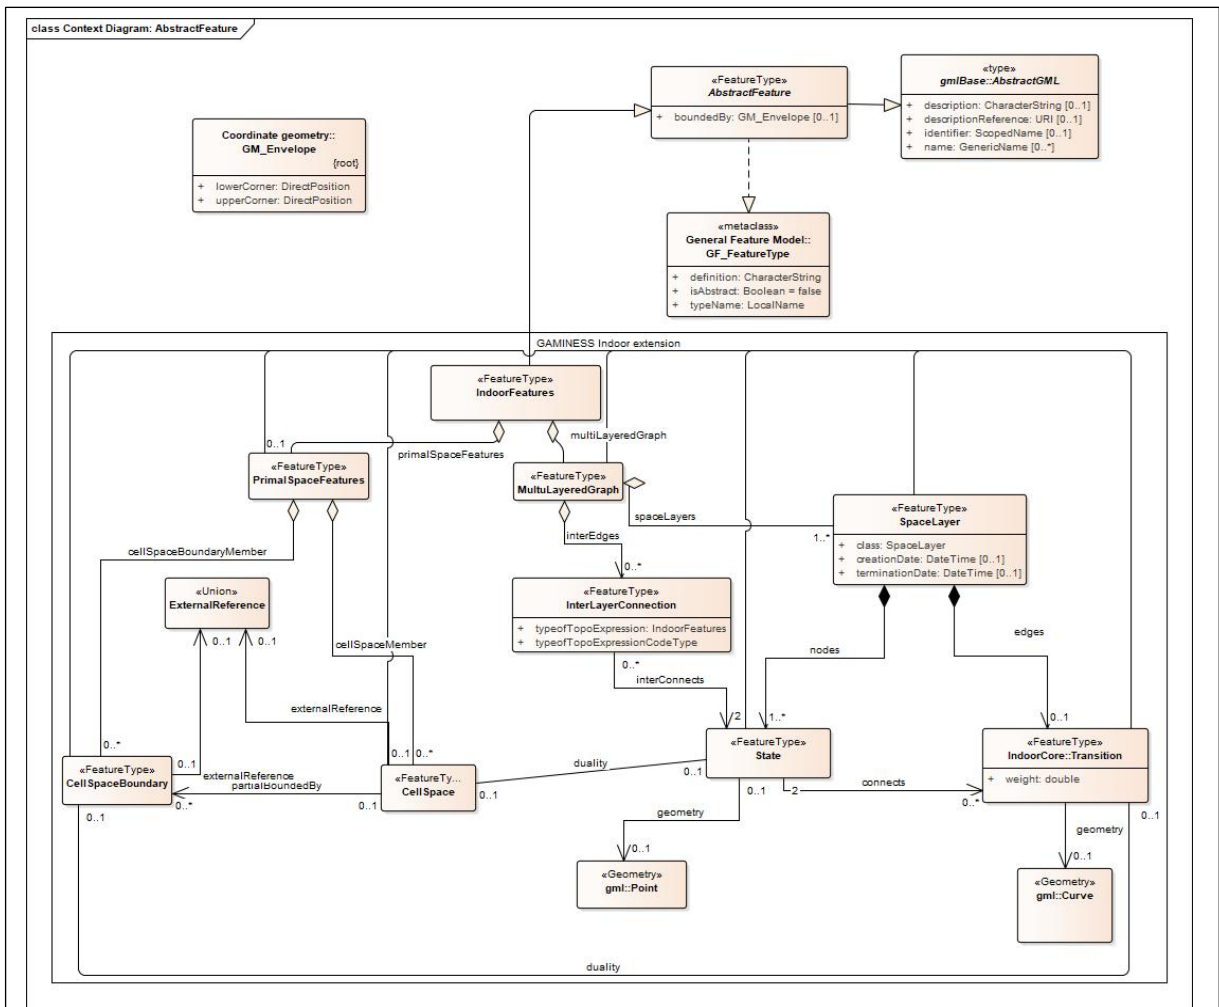 class Context Diagram: AbstractFeature
«FeatureType»
AbstractFeature
+ boundedBy: GM_Envelope [0..1]
«type»
gmlBase::AbstractGML
+ description: CharacterString [0..1]
+ descriptionReference: URI [0..1]
+ identifier: ScopedName [0..1]
+ name: GenericName [0..*]
Coordinate geometry::
GM_Envelope
{root}
+ lowerCorner: DirectPosition
+ upperCorner: DirectPosition
«metaclass»
General Feature Model::
GF_FeatureType
+ definition: CharacterString
+ isAbstract: Boolean = false
+ typeName: LocalName
GAMINESS Indoor extension
«FeatureType»
IndoorFeatures
0..1
primalSpaceFeatures
multiLayeredGraph
«FeatureType»
PrimalSpaceFeatures
«FeatureType»
MultuLayeredGraph
spaceLayers
1..*
«FeatureType»
SpaceLayer
+ class: SpaceLayer
+ creationDate: DateTime [0..1]
+ terminationDate: DateTime [0..1]
cellSpaceBoundaryMember
interEdges
0..*
«Union»
ExternalReference
0..1
0..1
«FeatureType»
InterLayerConnection
+ typeofTopoExpression: IndoorFeatures
+ typeofTopoExpressionCodeType
0..*
cellSpaceMember
nodes
edges
interConnects
externalReference
2
1..*
0..1
0..*
0..1
0..1
0..*
«FeatureType»
CellSpaceBoundary
externalReference
partialBoundedBy
0..*
0..1
0..1
«FeatureTy...
CellSpace
0..1
duality
0..1
«FeatureType»
State
0..1
2
connects
0..*
«FeatureType»
IndoorCore::Transition
+ weight: double
0..1
geometry
0..1
geometry
0..1
«Geometry»
gml::Point
«Geometry»
gml::Curve
duality